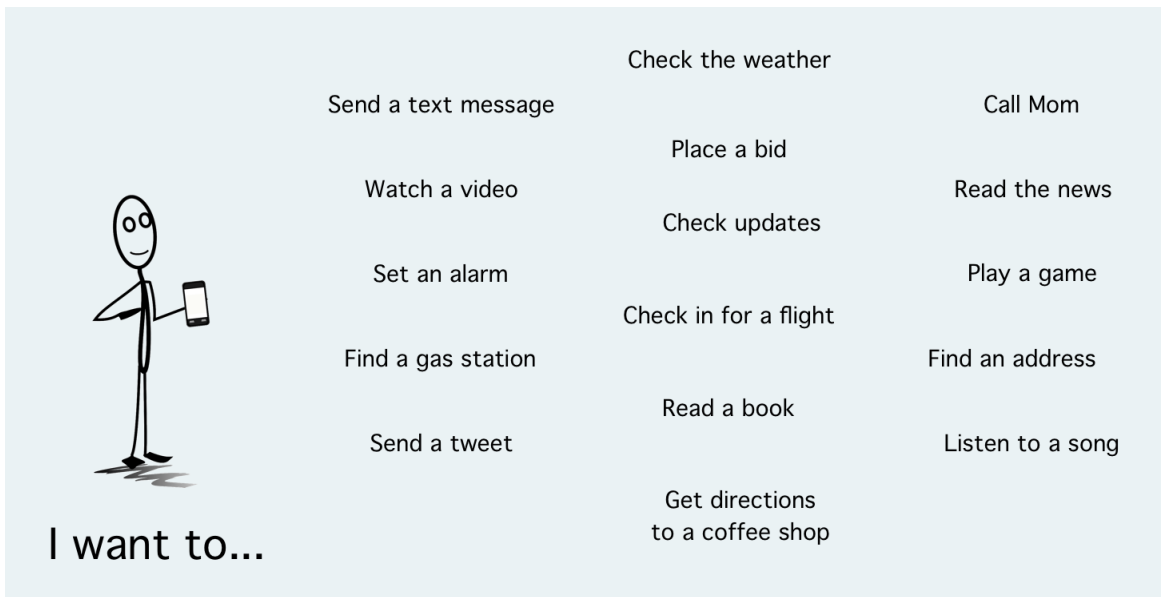 Check the weather
Send a text message
Call Mom
Place a bid
Watch a video
Read the news
Check updates
Set an alarm
Play a game
Check in for a flight
Find a gas station
Find an address
Read a book
Send a tweet
Listen to a song
Get directions
to a coffee shop
I want to...